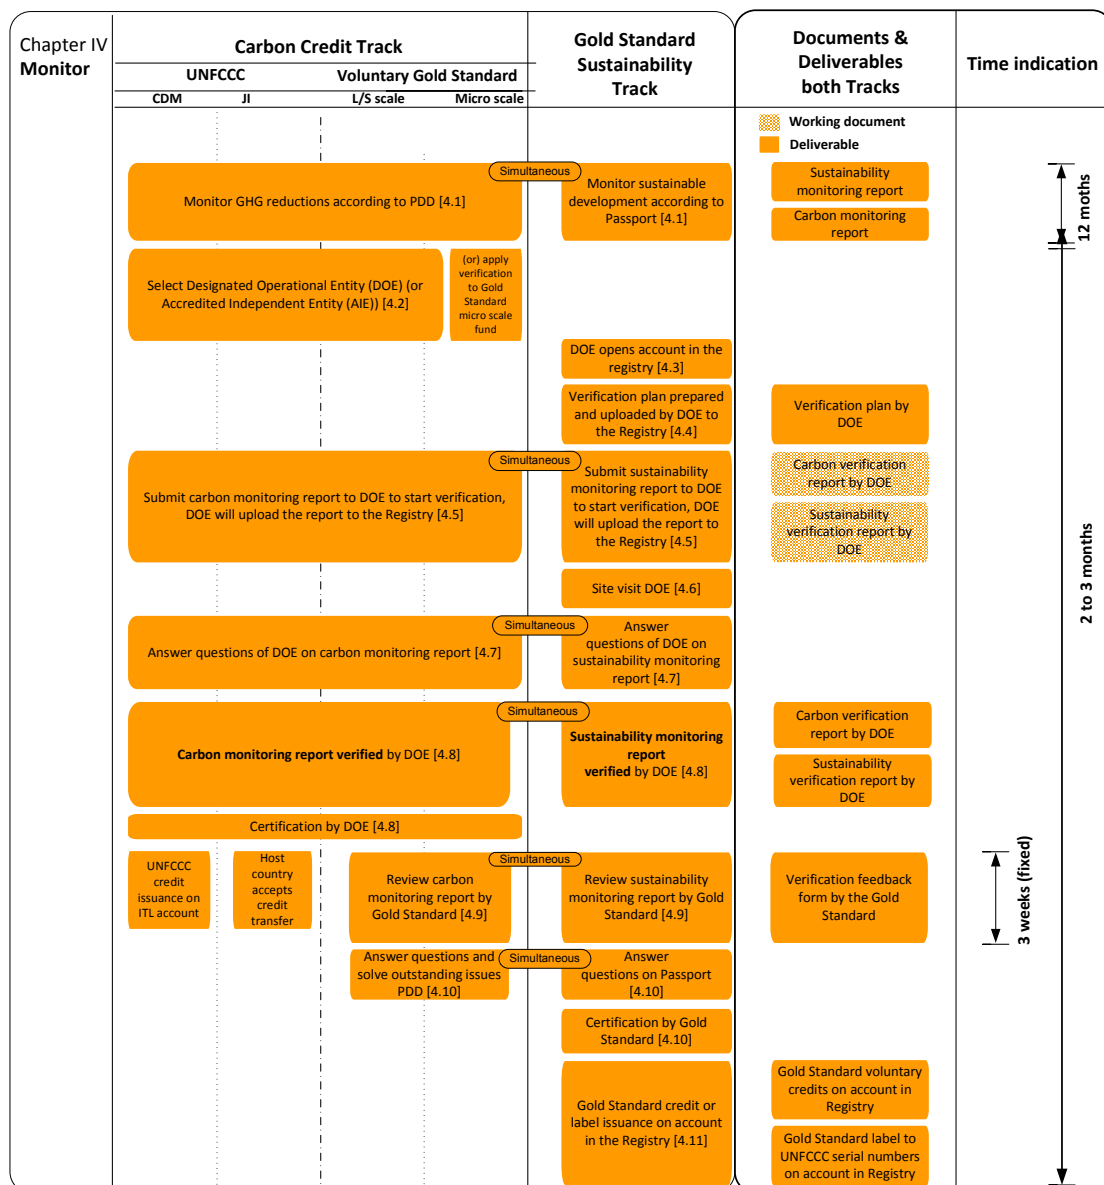 Chapter IV
Monitor
Carbon Credit Track
UNFCCC
Voluntary Gold Standard
CDM
JI
L/S scale
Micro scale
Gold Standard
Sustainability
Track
Documents &
Deliverables
both Tracks
Time indication
Working document
Deliverable
Simultaneous
Monitor GHG reductions according to PDD [4.1]
Monitor sustainable
development according to
Passport [4.1]
Sustainability
monitoring report
Carbon monitoring
report
12 moths
Select Designated Operational Entity (DOE) (or
Accredited Independent Entity (AIE)) [4.2]
(or) apply
verification
to Gold
Standard
micro scale
fund
DOE opens account in the
registry [4.3]
Verification plan prepared
and uploaded by DOE to
the Registry [4.4]
Verification plan by
DOE
Simultaneous
Submit carbon monitoring report to DOE to start verification,
DOE will upload the report to the Registry [4.5]
Submit sustainability
monitoring report to DOE
to start verification, DOE
will upload the report to
the Registry [4.5]
Carbon verification
report by DOE
Sustainability
verification report by
DOE
Site visit DOE [4.6]
2 to 3 months
Simultaneous
Answer questions of DOE on carbon monitoring report [4.7]
Answer
questions of DOE on
sustainability monitoring
report [4.7]
Simultaneous
Carbon monitoring report verified by DOE [4.8]
Sustainability monitoring
report
verified by DOE [4.8]
Carbon verification
report by DOE
Sustainability
verification report by
DOE
Certification by DOE [4.8]
Simultaneous
UNFCCC
credit
issuance on
ITL account
Host
country
accepts
credit
transfer
Review carbon
monitoring report by
Gold Standard [4.9]
Review sustainability
monitoring report by Gold
Standard [4.9]
Verification feedback
form by the Gold
Standard
3 weeks (fixed)
Simultaneous
Answer questions and
solve outstanding issues
PDD [4.10]
Answer
questions on Passport
[4.10]
Certification by Gold
Standard [4.10]
Gold Standard credit or
label issuance on account
in the Registry [4.11]
Gold Standard voluntary
credits on account in
Registry
Gold Standard label to
UNFCCC serial numbers
on account in Registry